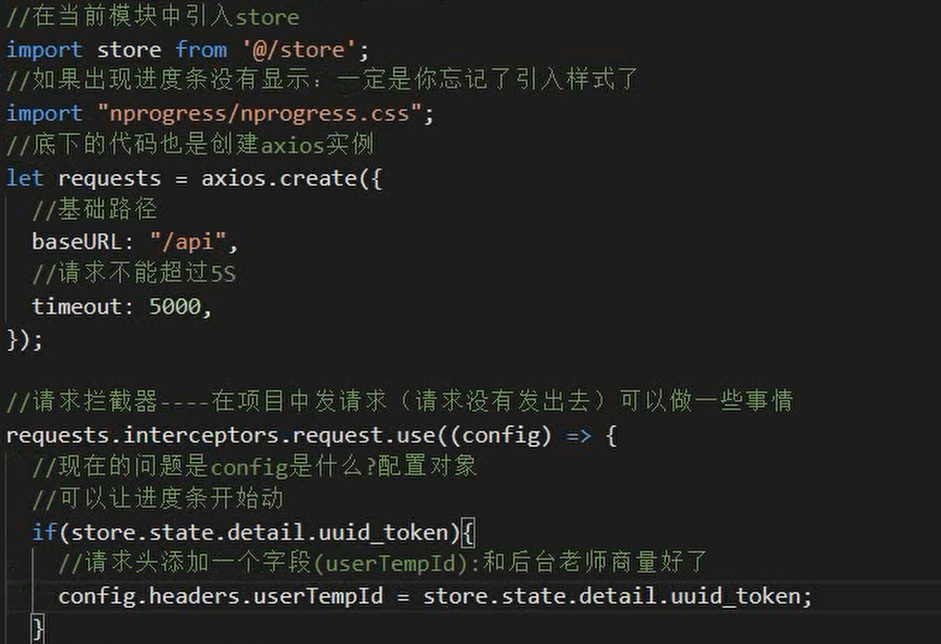 //在当前模块中引入store
import store from '@/store';
//如果出现进度条没有显示：一定是你忘记了引入样式了
import "nprogress/nprogress.css";
//底下的代码也是创建axios实例
let requests = axios.create({
  //基础路径
  baseURL: "/api",
  //请求不能超过5S
  timeout: 5000,
});
//请求拦截器----在项目中发请求（请求没有发出去）可以做一些事情
requests.interceptors.request.use((config) => {
  //现在的问题是config是什么?配置对象
  //可以让进度条开始动
  if(store.state.detail.uuid_token){
    //请求头添加一个字段(userTempId):和后台老师商量好了
    config.headers.userTempId = store.state.detail.uuid_token;
  }